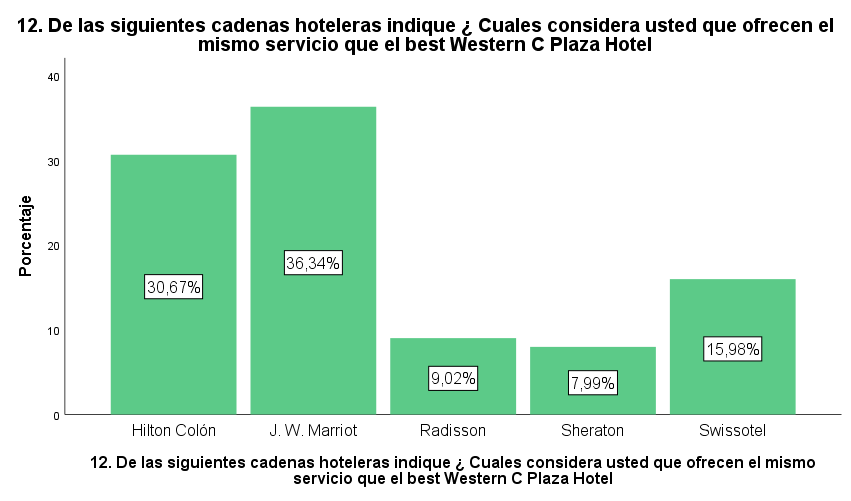 12. De las siguientes cadenas hoteleras indique ¿ Cuales considera usted que ofrecen el
mismo servicio que el best Western C Plaza Hotel
40
30
20
10
0
Porcentaje
30,67%
36,34%
9,02%
7,99%
15,98%
Hilton Colón
J. W. Marriot
Radisson
Sheraton
Swissotel
12. De las siguientes cadenas hoteleras indique ¿ Cuales considera usted que ofrecen el mismo
servicio que el best Western C Plaza Hotel